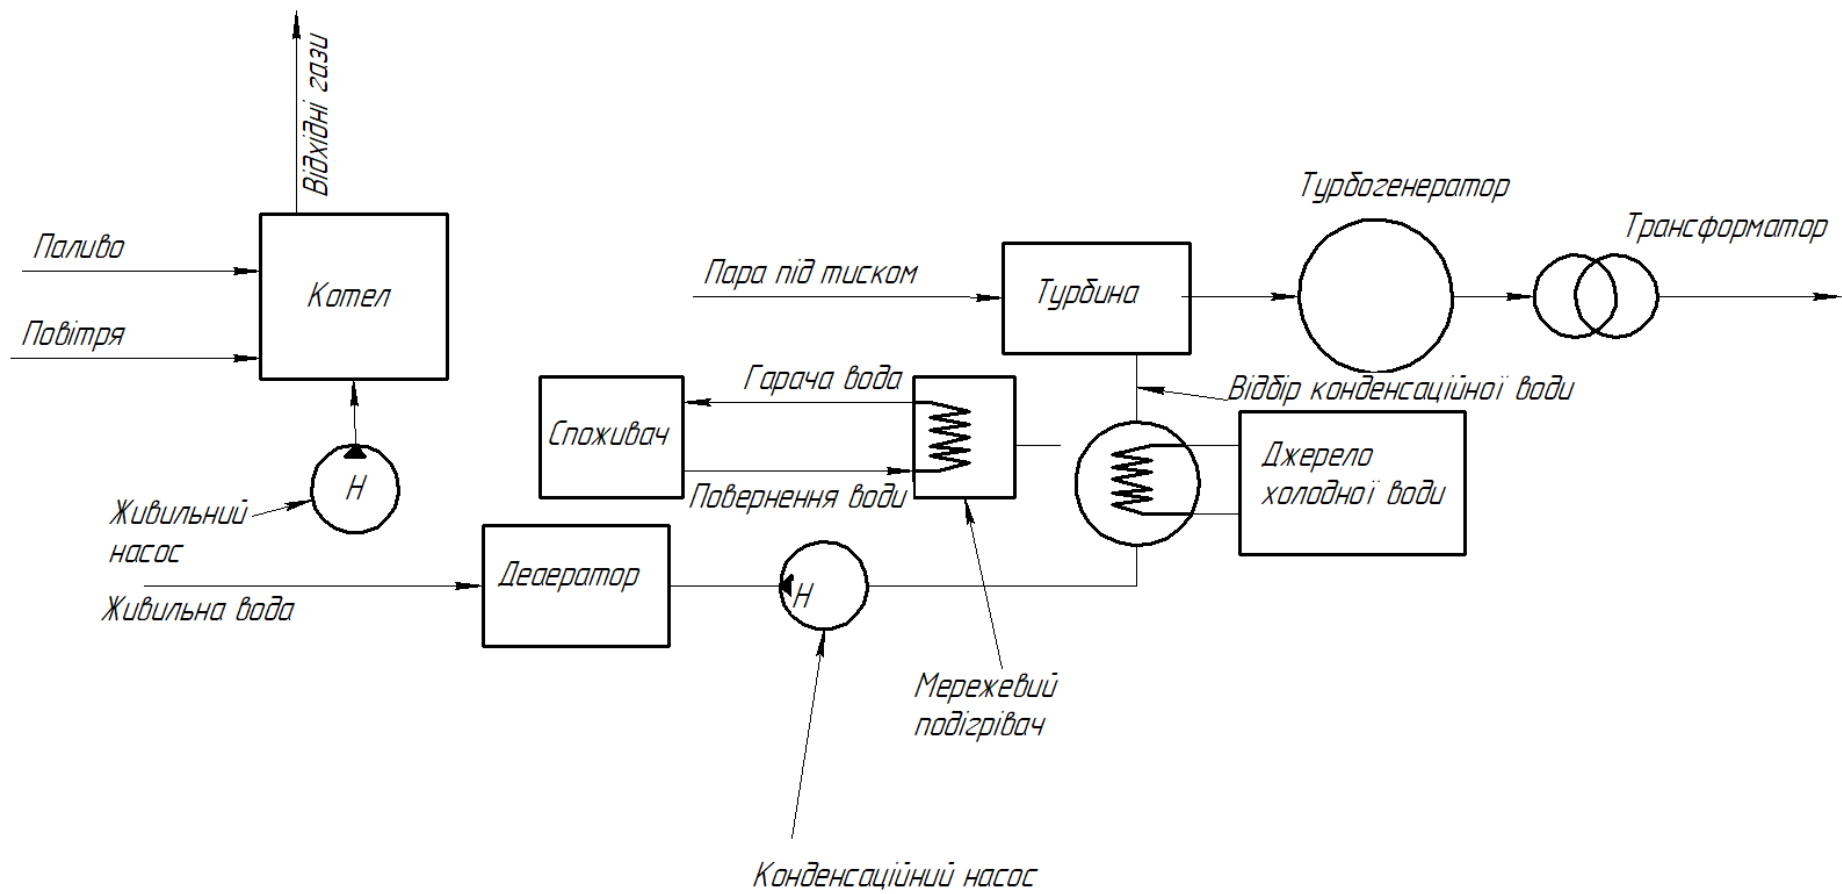 Відхідні гази
Паливо
Котел
Повітря
Живильний
насос
Н
Живильна вода
Деаератор
Н
Споживач
Гарача вода
Повернення води
Пара під тиском
Турбина
Турбогенератор
Трансформатор
Відбір конденсаційної води
Джерело
холодної води
Мережевий
подігрівач
Конденсаційний насос